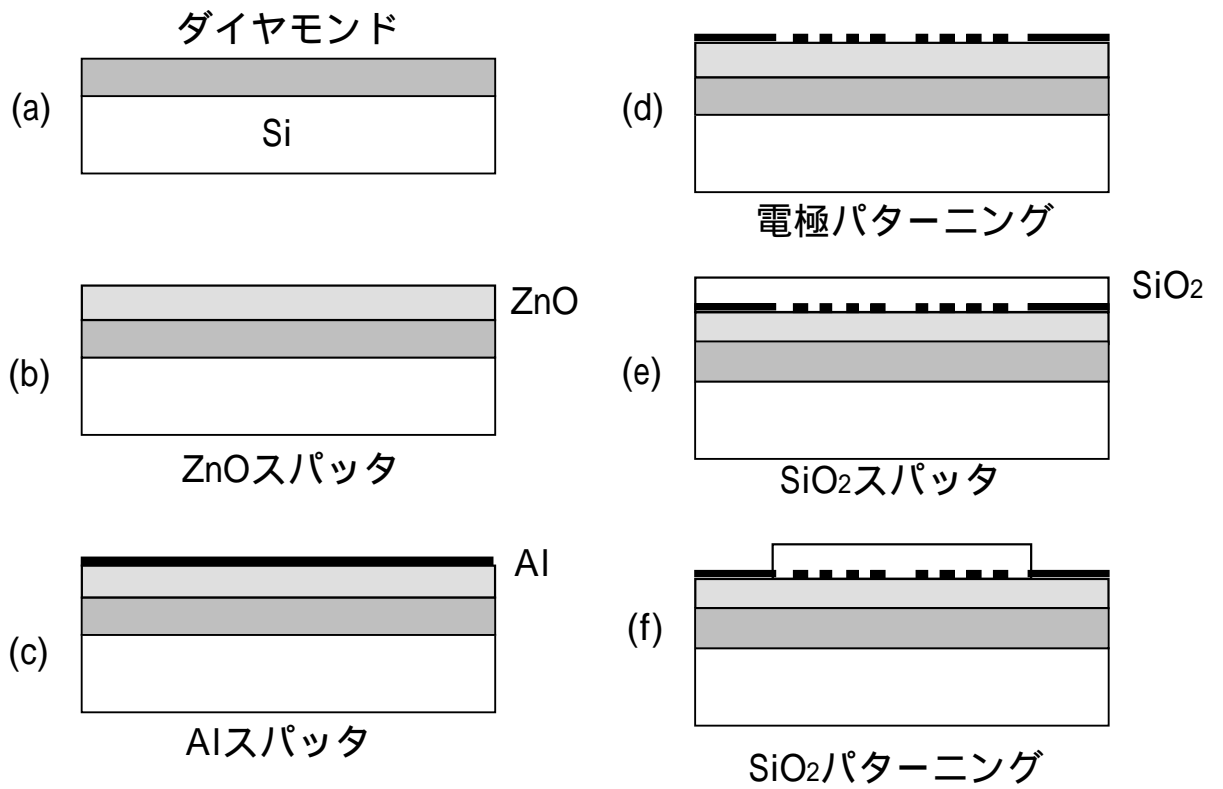 ダイヤモンド
(a)
Si
ZnO
(b)
ZnOスパッタ
Al
(c)
Alスパッタ
(d)
電極パターニング
SiO2
(e)
SiO2スパッタ
(f)
SiO2パターニング